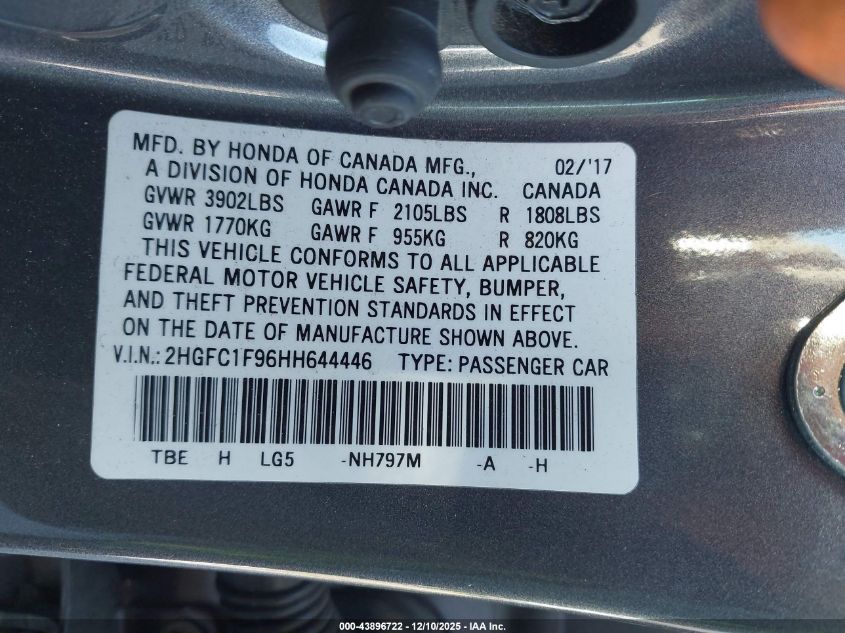 MFD. BY HONDA OF CANADA MFG., 02/'17
A DIVISION OF HONDA CANADA INC. CANADA
GVWR 3902LBS GAWR F 2105LBS R 1808LBS
GVWR 1770KG GAWR F 955KG R 820KG
THIS VEHICLE CONFORMS TO ALL APPLICABLE
FEDERAL MOTOR VEHICLE SAFETY, BUMPER,
AND THEFT PREVENTION STANDARDS IN EFFECT
ON THE DATE OF MANUFACTURE SHOWN ABOVE.
V.I.N.: 2HGFC1F96HH644446 TYPE: PASSENGER CAR
TBE H LG5 -NH797M -A -H
000-43896722 - 12/10/2025 - IAA Inc.